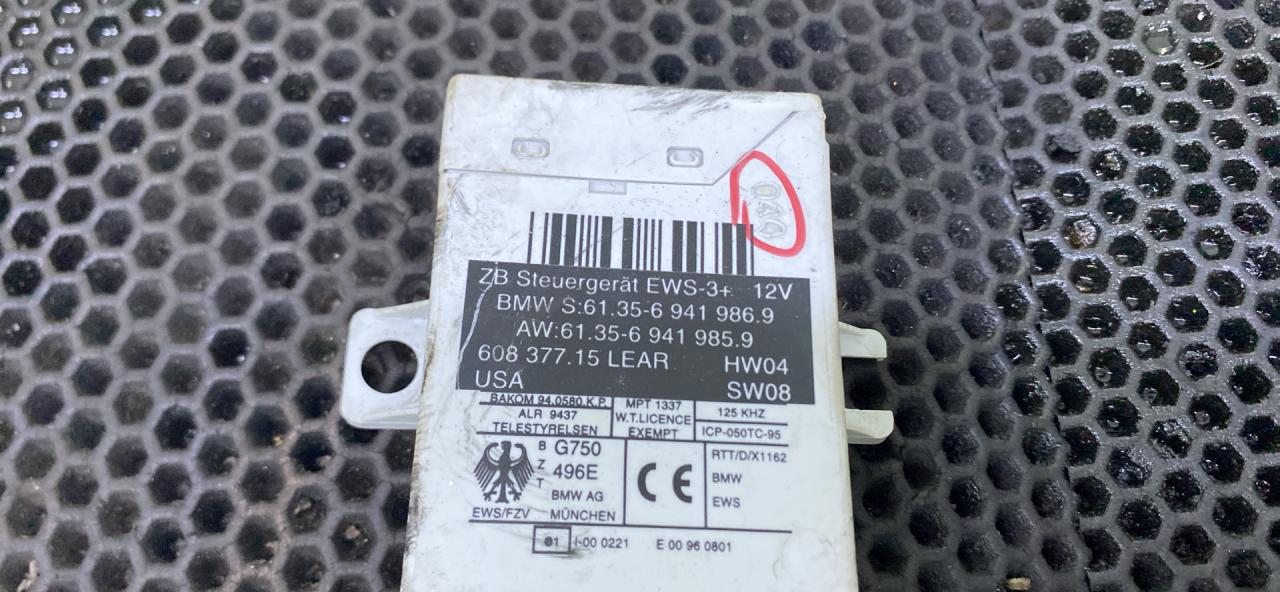 ZB Steuergerät EWS-3+ 12V
BMW S:61.35-6 941 986.9
AW:61.35-6 941 985.9
608 377.15 LEAR HW04
USA SW08
BAKOM 94.0580.K.P.
ALR 9437
TELESTYRELSEN
MPT 1337
W.T.LICENCE
EXEMPT
125 KHZ
ICP-050TC-95
B Z T
G750
496E
BMW AG
MÜNCHEN
EWS/FZV
CE
RTT/D/X1162
BMW
EWS
e1 I-00 0221 E 00 96 0801